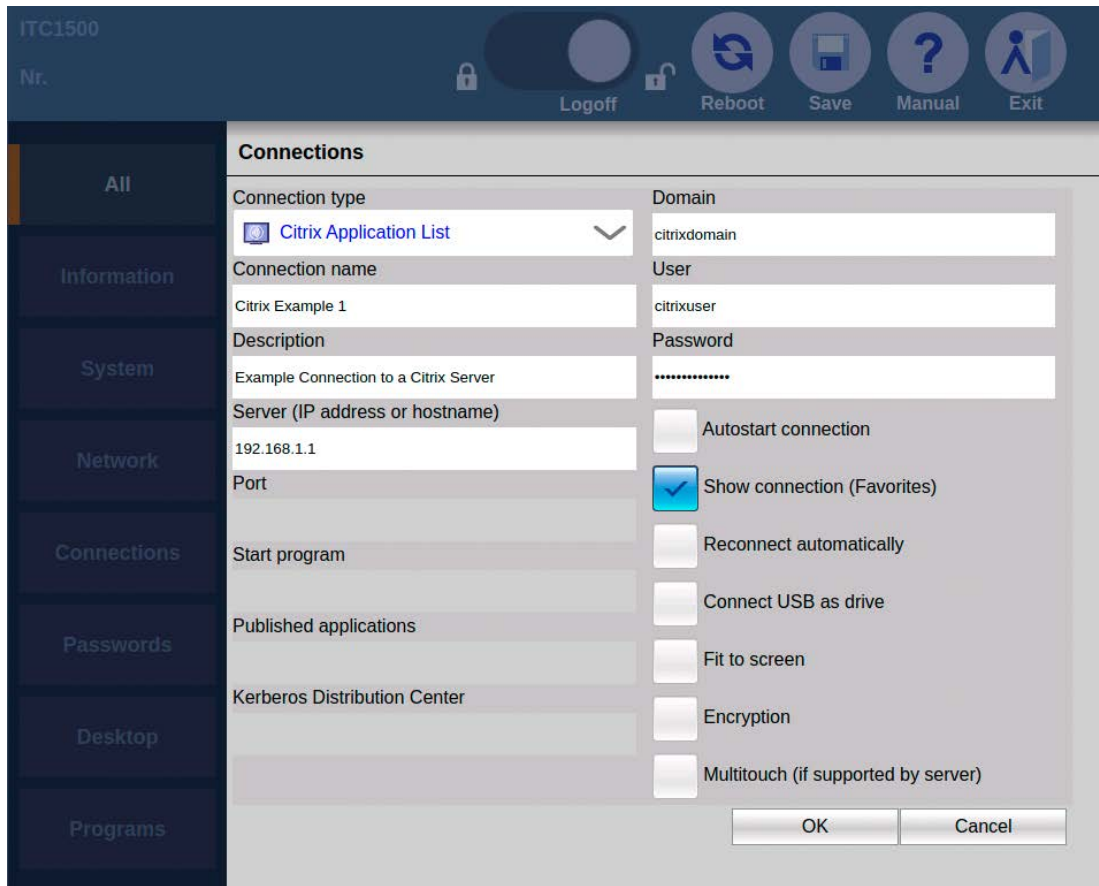 ITC1500
Nr.
Logoff
Reboot
Save
Manual
Exit
All
Information
System
Network
Connections
Passwords
Desktop
Programs
Connections
Connection type
Citrix Application List
Connection name
Citrix Example 1
Description
Example Connection to a Citrix Server
Server (IP address or hostname)
192.168.1.1
Port
Start program
Published applications
Kerberos Distribution Center
Domain
citrixdomain
User
citrixuser
Password
••••••••••••••
Autostart connection
Show connection (Favorites)
Reconnect automatically
Connect USB as drive
Fit to screen
Encryption
Multitouch (if supported by server)
OK
Cancel